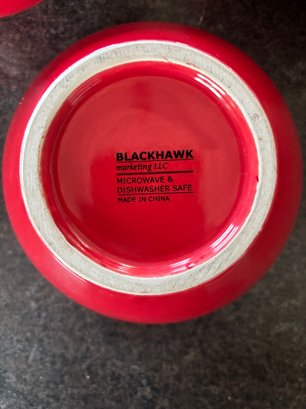 BLACKHAWK
marketing LLC
MICROWAVE &
DISHWASHER SAFE
MADE IN CHINA